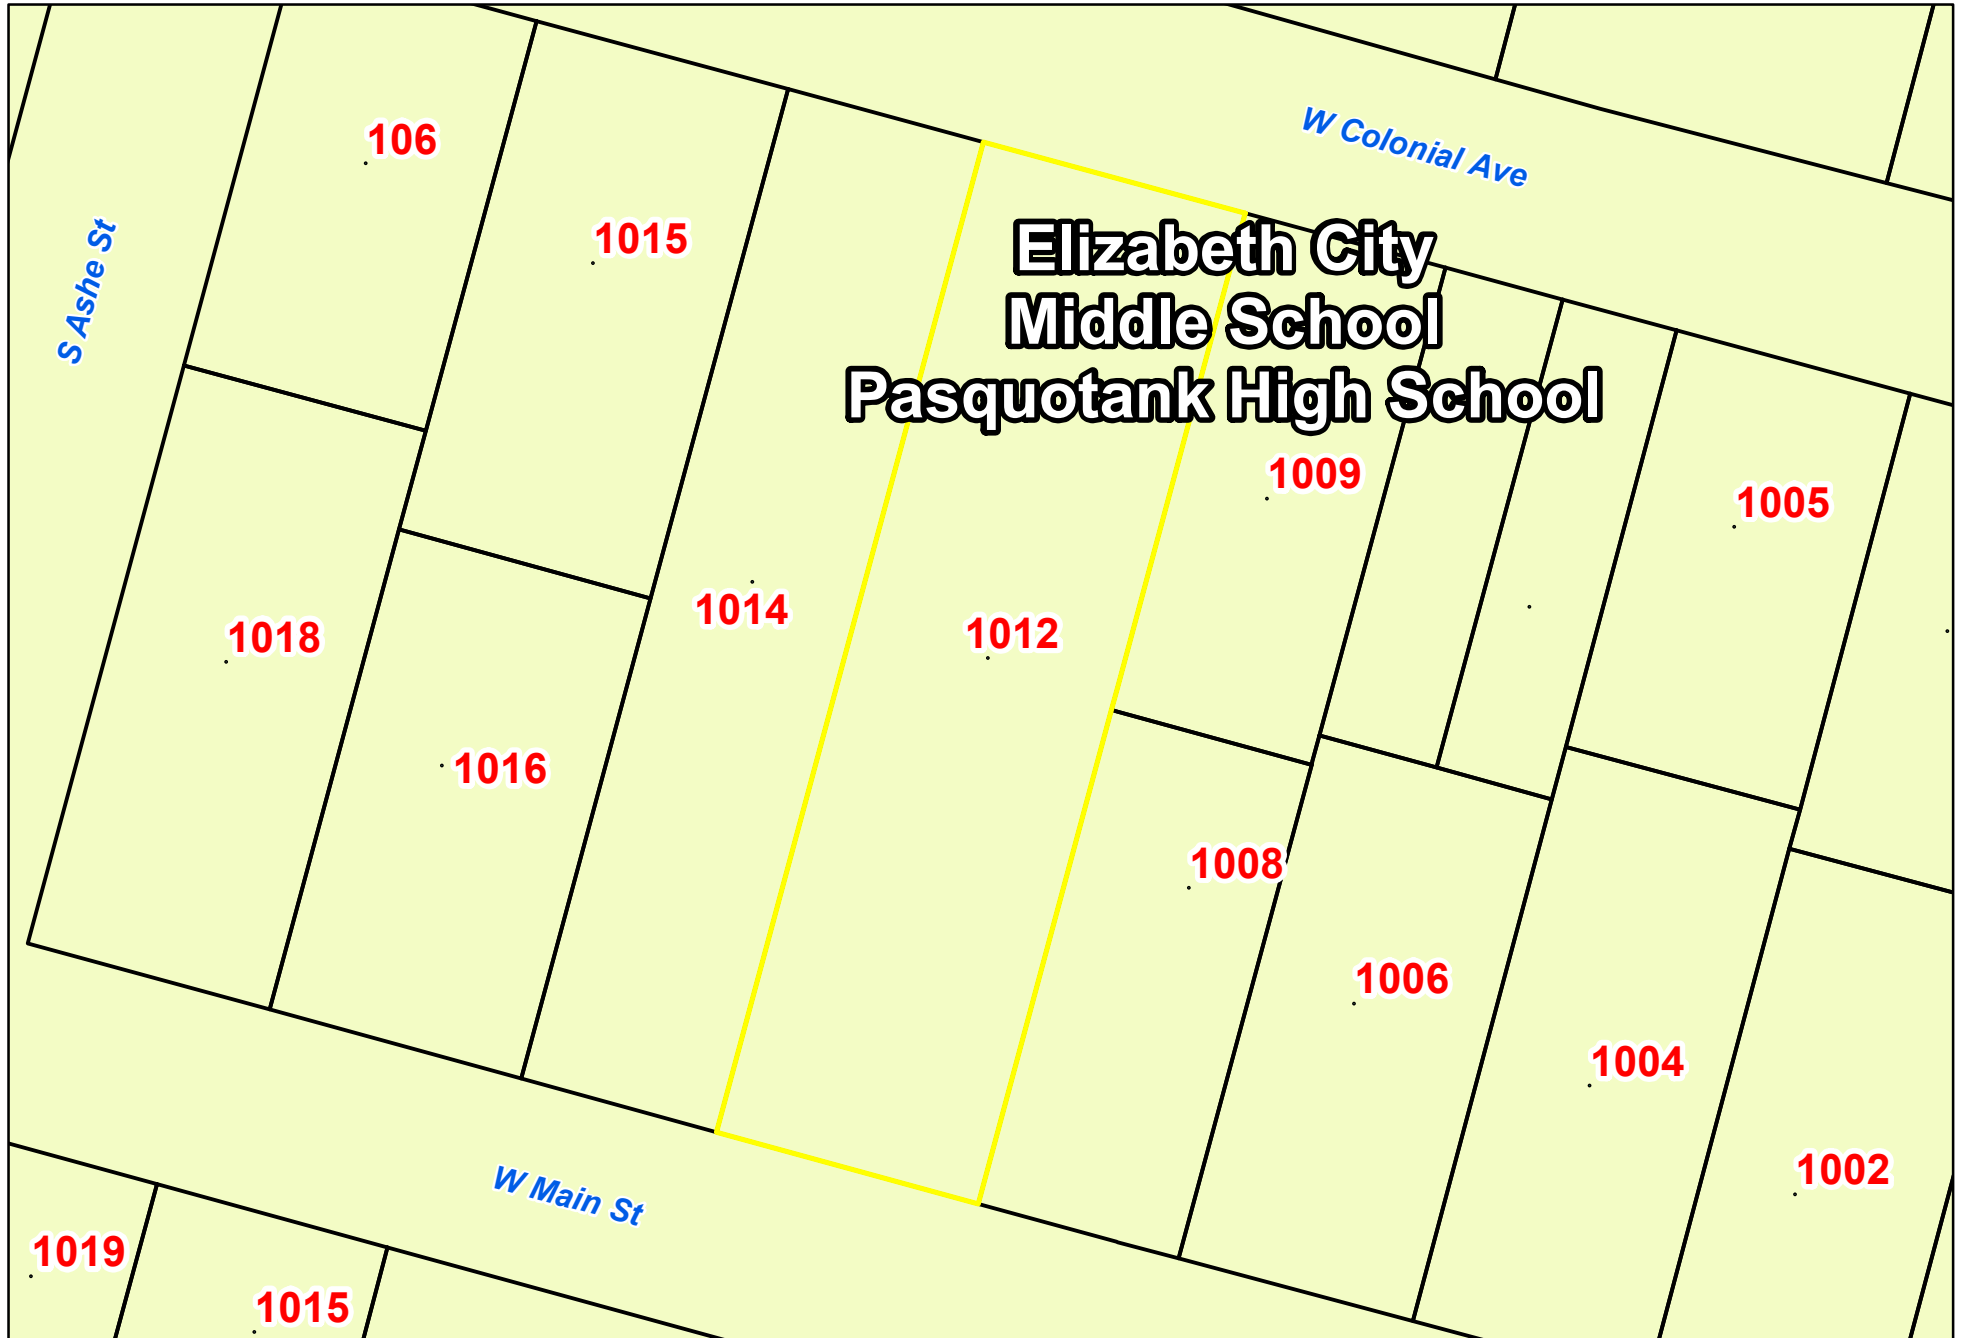 106
W Colonial Ave
1015
S Ashe St
Elizabeth City
Middle School
Pasquotank High School
1009
1005
1014
1012
1018
1016
1008
1006
1004
1002
W Main St
1019
1015